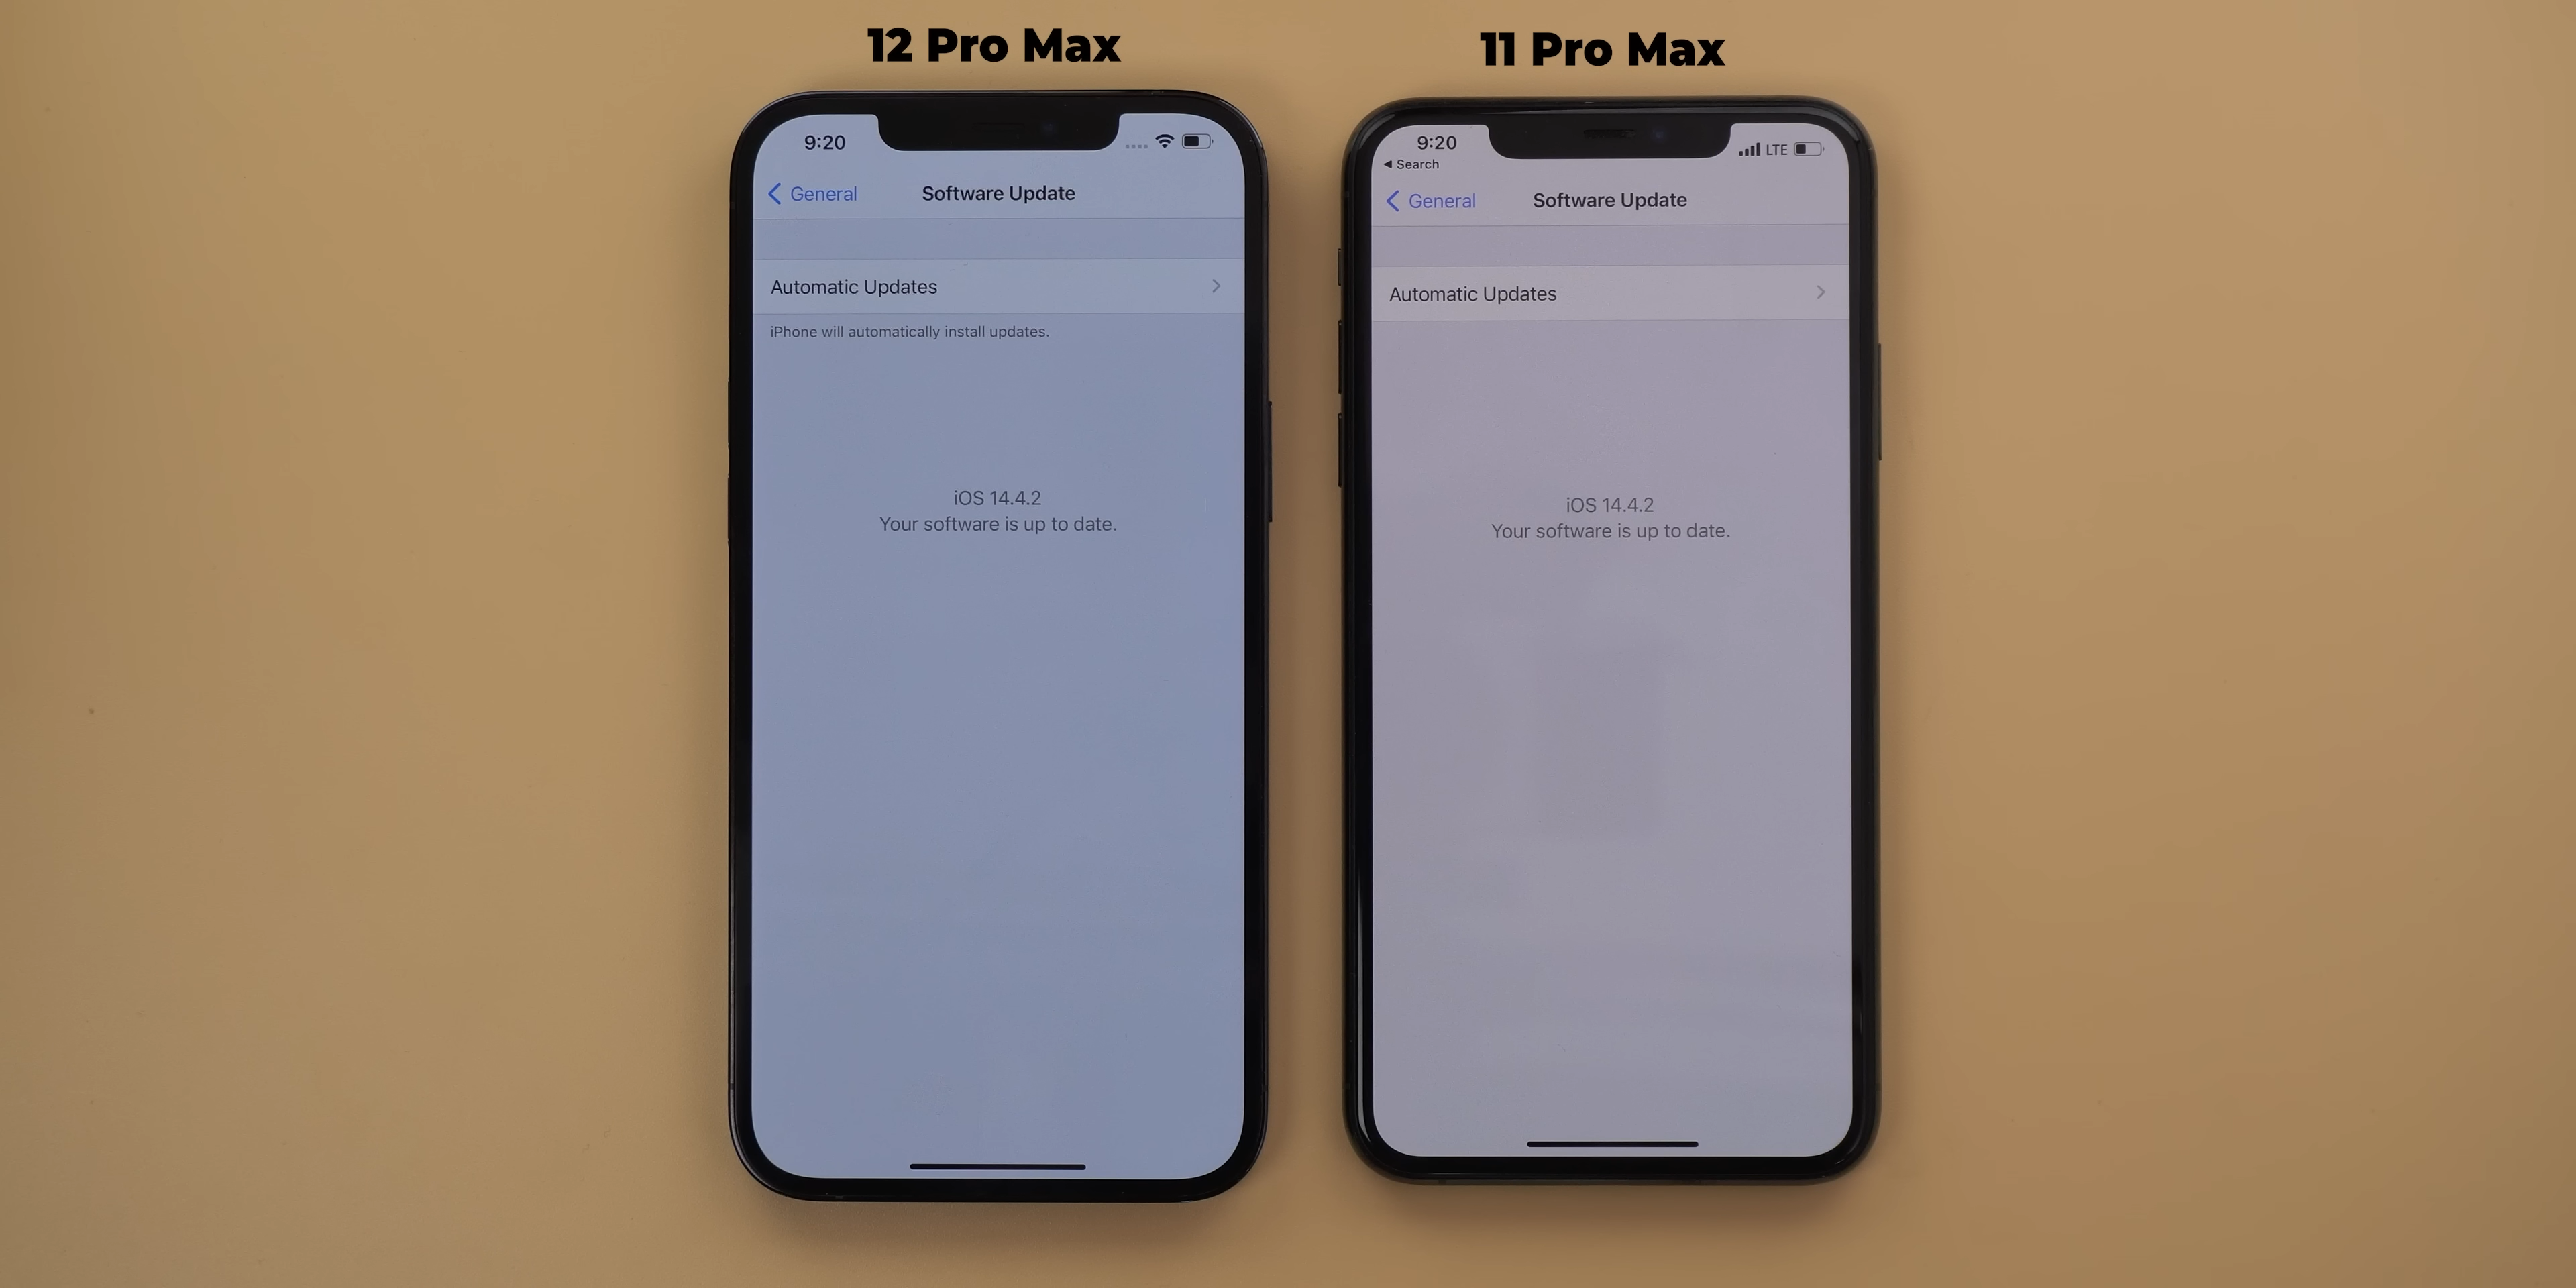 12 Pro Max
9:20
General
Software Update
Automatic Updates
iPhone will automatically install updates.
iOS 14.4.2
Your software is up to date.
11 Pro Max
9:20
LTE
Search
General
Software Update
Automatic Updates
iOS 14.4.2
Your software is up to date.